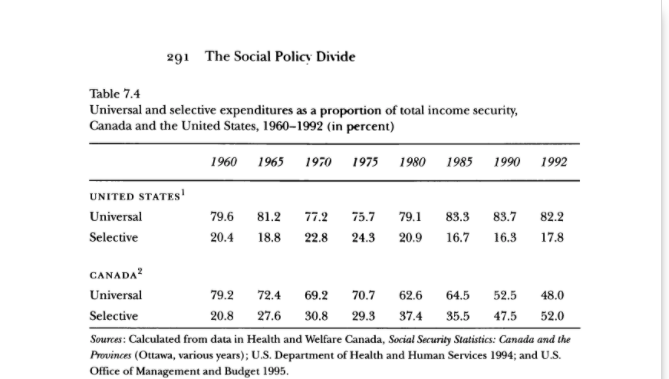 291 The Social Policy Divide
Table 7.4
Universal and selective expenditures as a proportion of total income security,
Canada and the United States, 1960–1992 (in percent)
1960 1965 1970 1975 1980 1985 1990 1992
UNITED STATES1
Universal 79.6 81.2 77.2 75.7 79.1 83.3 83.7 82.2
Selective 20.4 18.8 22.8 24.3 20.9 16.7 16.3 17.8
CANADA2
Universal 79.2 72.4 69.2 70.7 62.6 64.5 52.5 48.0
Selective 20.8 27.6 30.8 29.3 37.4 35.5 47.5 52.0
Sources: Calculated from data in Health and Welfare Canada, Social Security Statistics: Canada and the
Provinces (Ottawa, various years); U.S. Department of Health and Human Services 1994; and U.S.
Office of Management and Budget 1995.